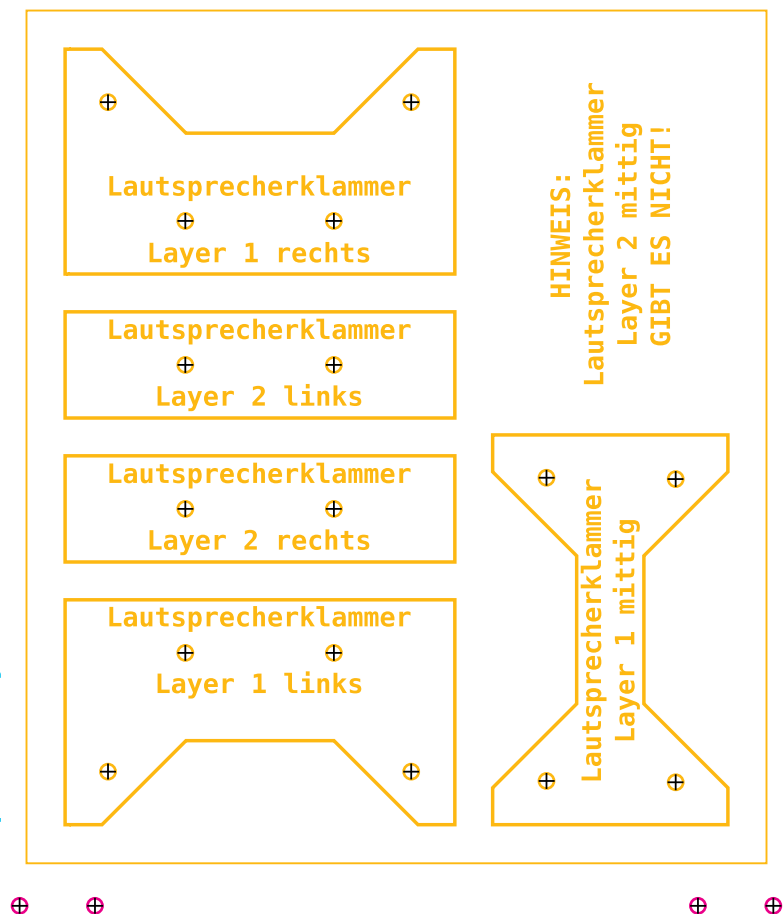 Lautsprecherklammer
Layer 1 rechts
Lautsprecherklammer
Layer 2 links
Lautsprecherklammer
Layer 2 rechts
Lautsprecherklammer
Layer 1 links
HINWEIS:
Lautsprecherklammer
Layer 2 mittig
GIBT ES NICHT!
Lautsprecherklammer
Layer 1 mittig